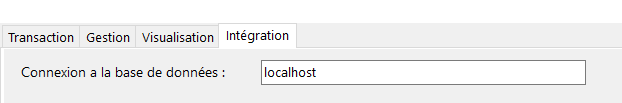 Transaction Gestion Visualisation Intégration
Connexion a la base de données : localhost